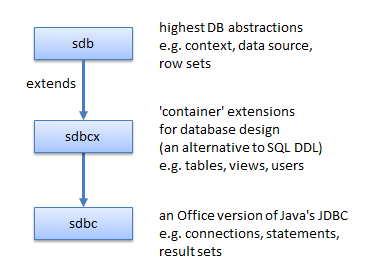 sdb
highest DB abstractions
e.g. context, data source,
row sets
extends
sdbcx
'container' extensions
for database design
(an alternative to SQL DDL)
e.g. tables, views, users
sdbc
an Office version of Java's JDBC
e.g. connections, statements,
result sets